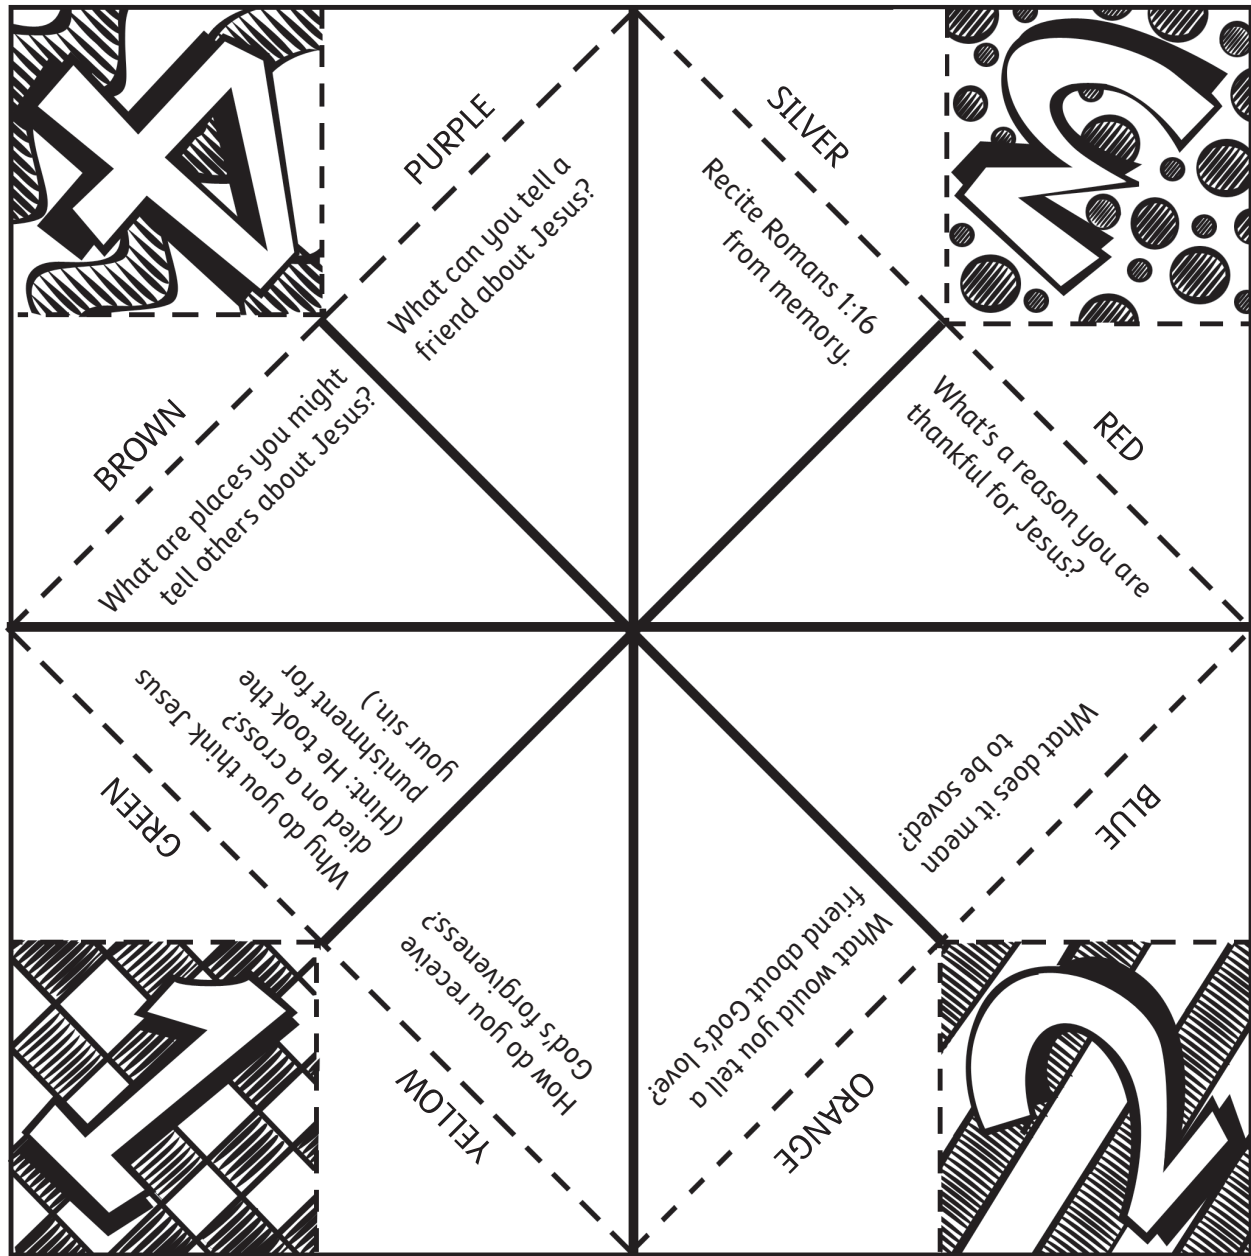 4
PURPLE
What can you tell a
friend about Jesus?
SILVER
Recite Romans 1:16
from memory.
3
BROWN
What are places you might
tell others about Jesus?
RED
What's a reason you are
thankful for Jesus?
GREEN
Why do you think Jesus
died on a cross?
(Hint: He took the
punishment for
your sin.)
BLUE
What does it mean
to be saved?
1
YELLOW
How do you receive
God's forgiveness?
ORANGE
What would you tell a
friend about God's love?
2